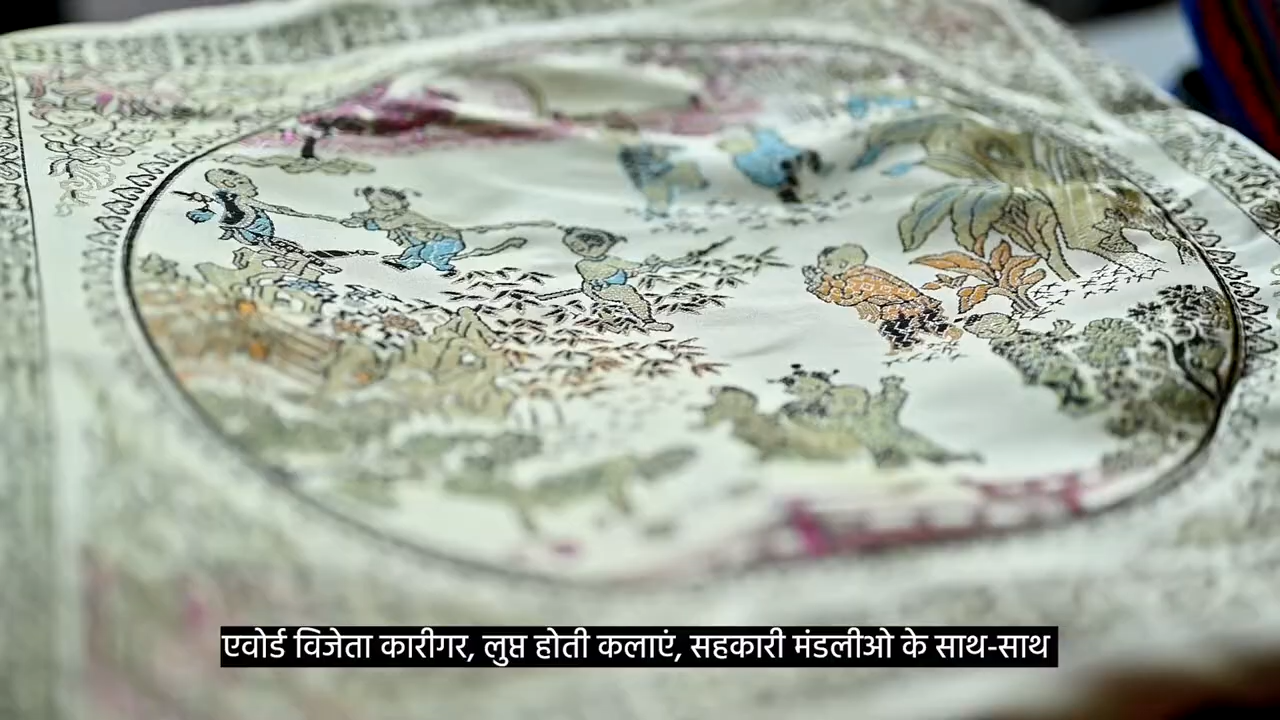 एवोर्ड विजेता कारीगर, लुप्त होती कलाएं, सहकारी मंडलीओ के साथ-साथ